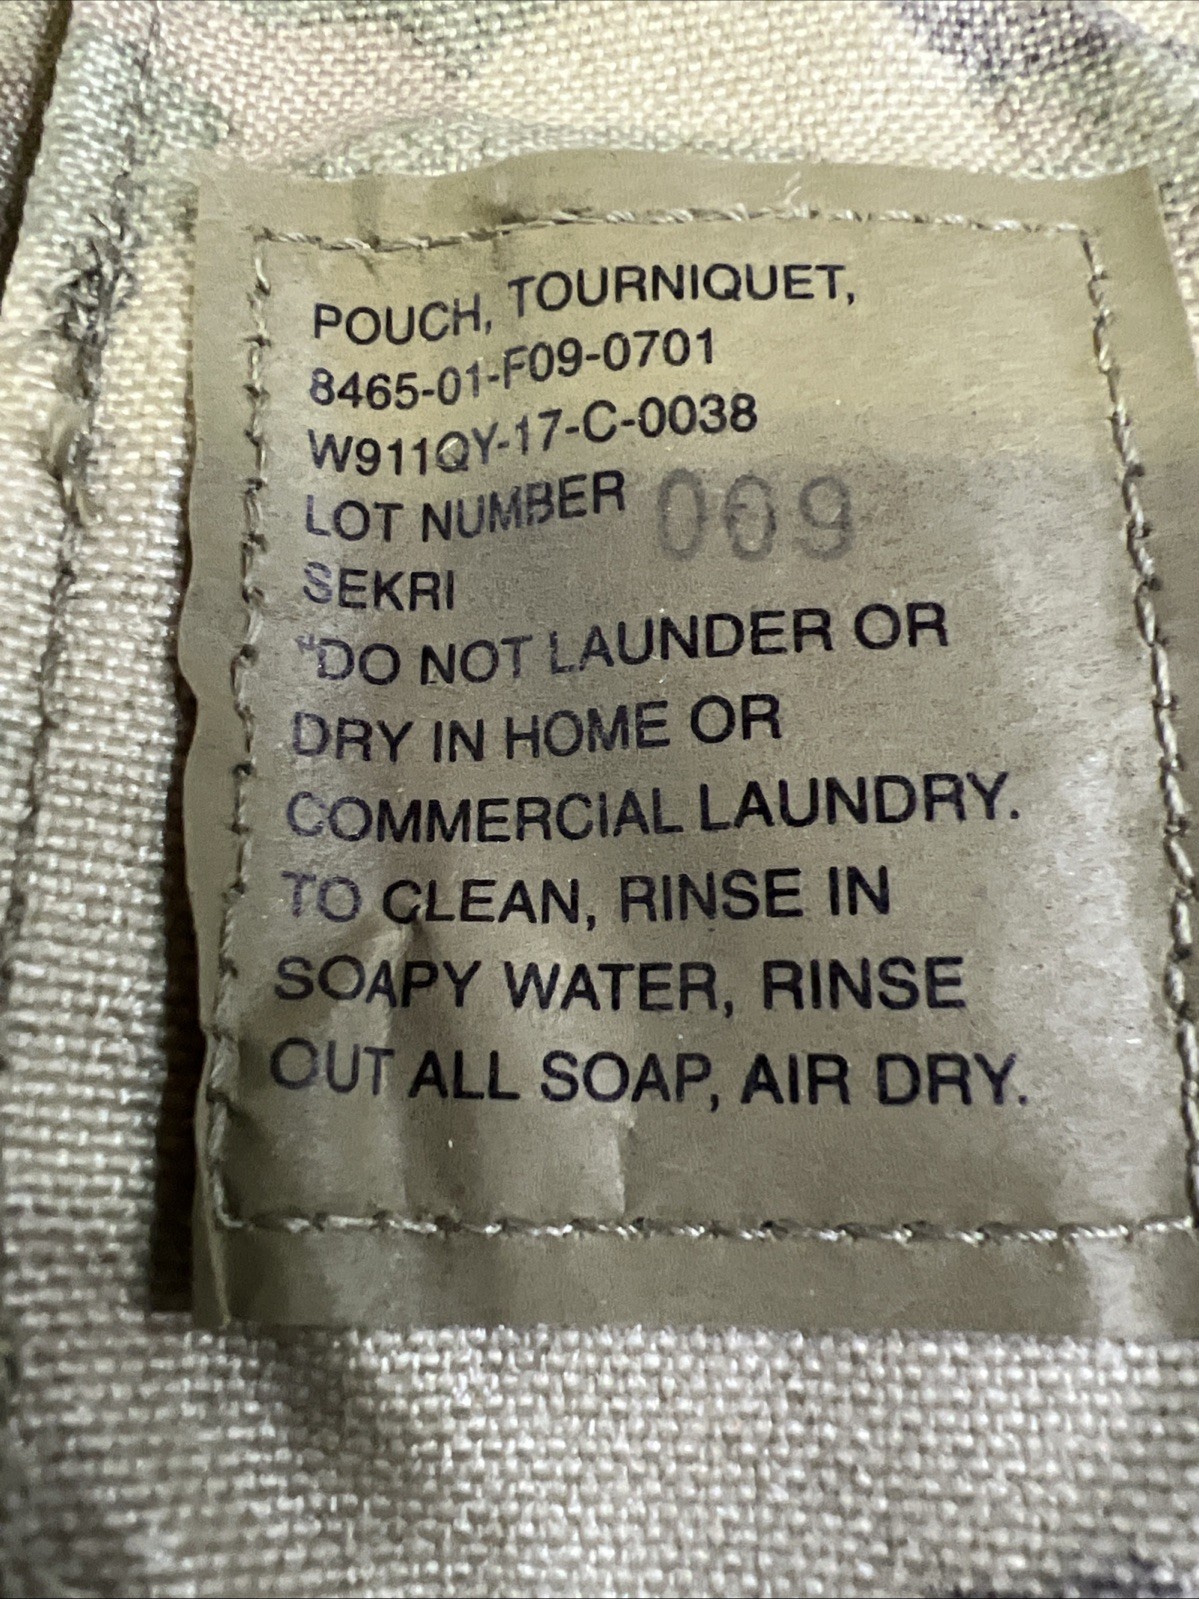 POUCH, TOURNIQUET,
8465-01-F09-0701
W911QY-17-C-0038
LOT NUMBER 009
SEKRI
"DO NOT LAUNDER OR
DRY IN HOME OR
COMMERCIAL LAUNDRY.
TO CLEAN, RINSE IN
SOAPY WATER, RINSE
OUT ALL SOAP, AIR DRY.